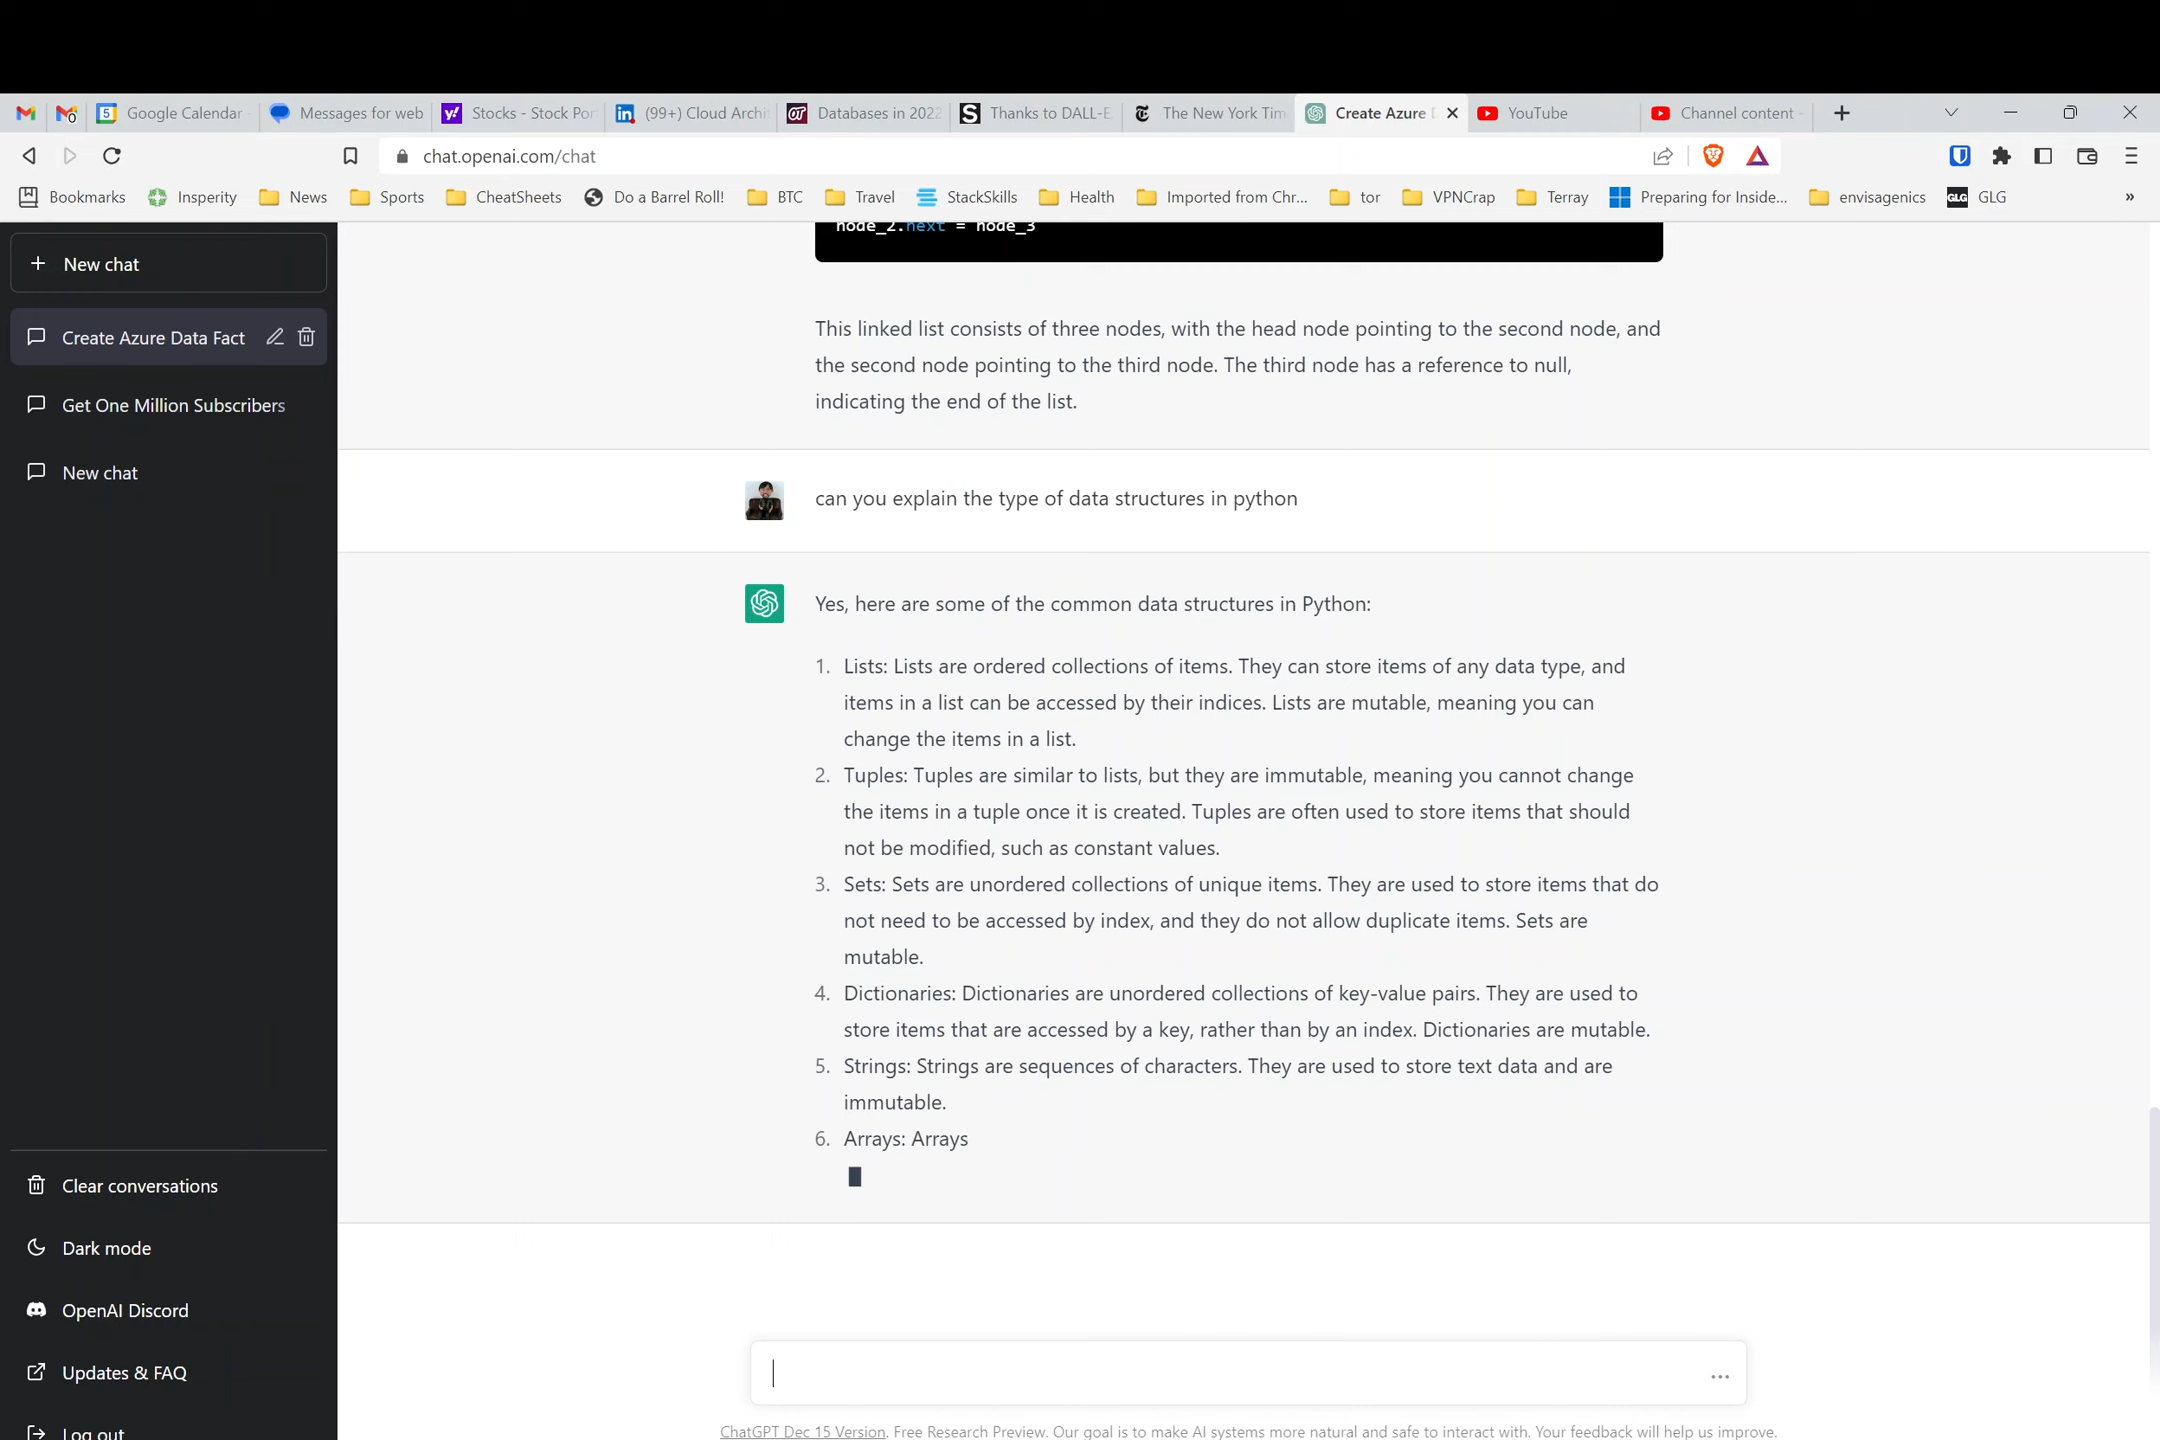 Google Calendar
Messages for web
Stocks - Stock Por
(99+) Cloud Archi
Databases in 2022
Thanks to DALL-E
The New York Tim
Create Azure D
YouTube
Channel content -
chat.openai.com/chat
Bookmarks
Insperity
News
Sports
CheatSheets
Do a Barrel Roll!
BTC
Travel
StackSkills
Health
Imported from Chr...
tor
VPNCrap
Terray
Preparing for Inside...
envisagenics
GLG
GLG
»
+ New chat
Create Azure Data Fact
Get One Million Subscribers
New chat
Clear conversations
Dark mode
OpenAI Discord
Updates & FAQ
Log out
node_2.next = node_3
This linked list consists of three nodes, with the head node pointing to the second node, and
the second node pointing to the third node. The third node has a reference to null,
indicating the end of the list.
can you explain the type of data structures in python
Yes, here are some of the common data structures in Python:
1. Lists: Lists are ordered collections of items. They can store items of any data type, and
items in a list can be accessed by their indices. Lists are mutable, meaning you can
change the items in a list.
2. Tuples: Tuples are similar to lists, but they are immutable, meaning you cannot change
the items in a tuple once it is created. Tuples are often used to store items that should
not be modified, such as constant values.
3. Sets: Sets are unordered collections of unique items. They are used to store items that do
not need to be accessed by index, and they do not allow duplicate items. Sets are
mutable.
4. Dictionaries: Dictionaries are unordered collections of key-value pairs. They are used to
store items that are accessed by a key, rather than by an index. Dictionaries are mutable.
5. Strings: Strings are sequences of characters. They are used to store text data and are
immutable.
6. Arrays: Arrays
...
ChatGPT Dec 15 Version. Free Research Preview. Our goal is to make AI systems more natural and safe to interact with. Your feedback will help us improve.